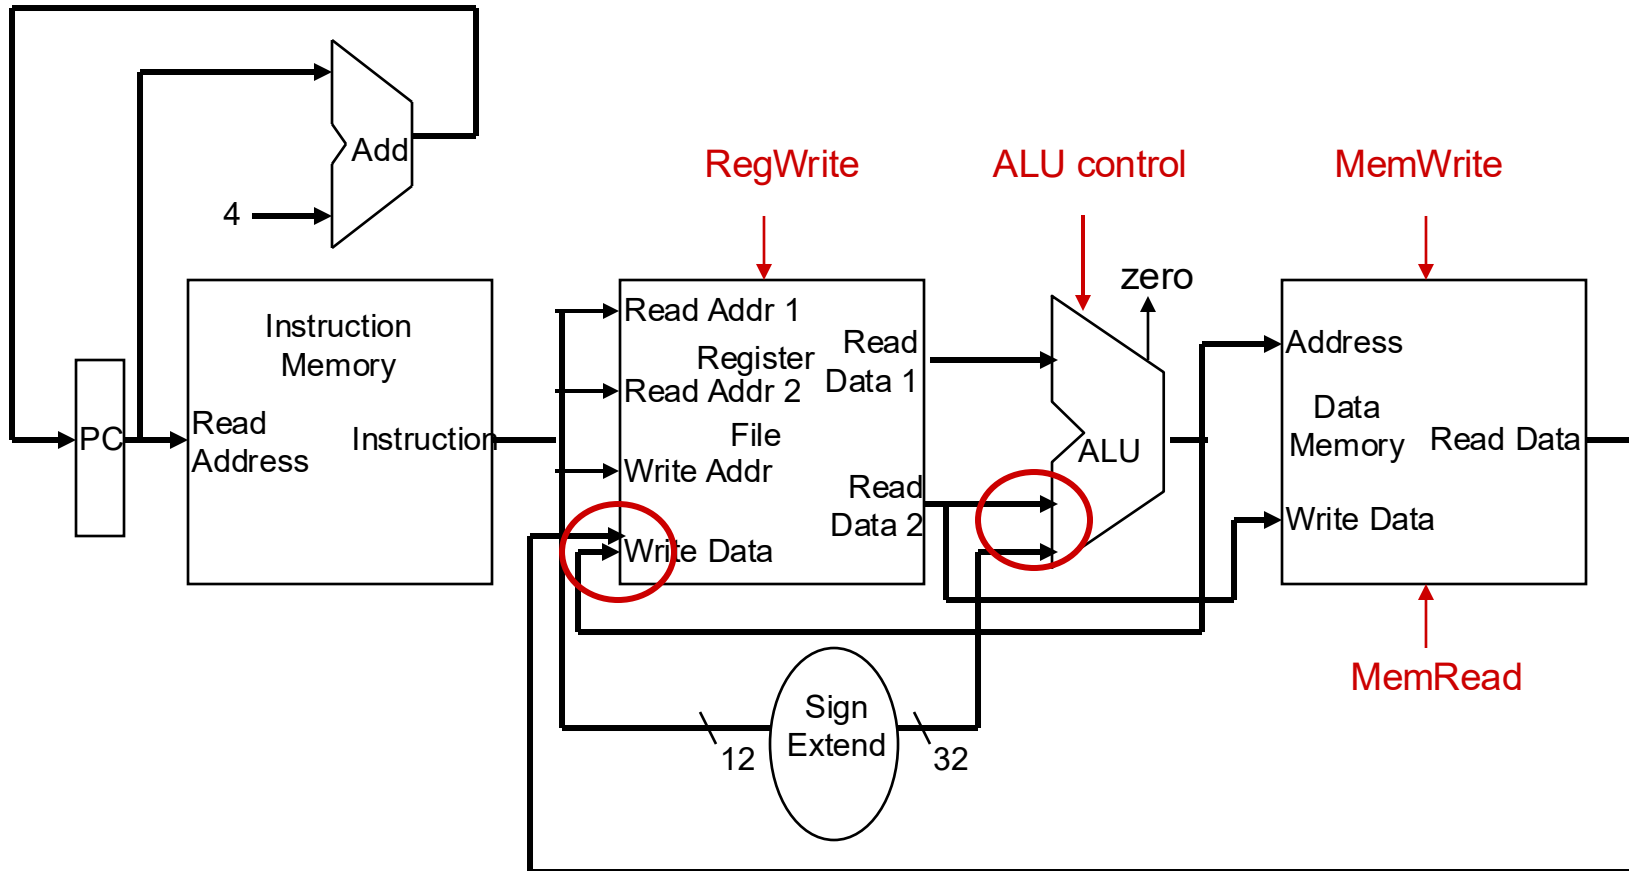 Add
4
RegWrite
ALU control
MemWrite
zero
Instruction
Memory
PC
Read
Address
Instruction
Read Addr 1
Register
Read Addr 2
File
Write Addr
Write Data
Read
Data 1
Read
Data 2
ALU
Address
Data
Memory
Read Data
Write Data
MemRead
Sign
Extend
12
32